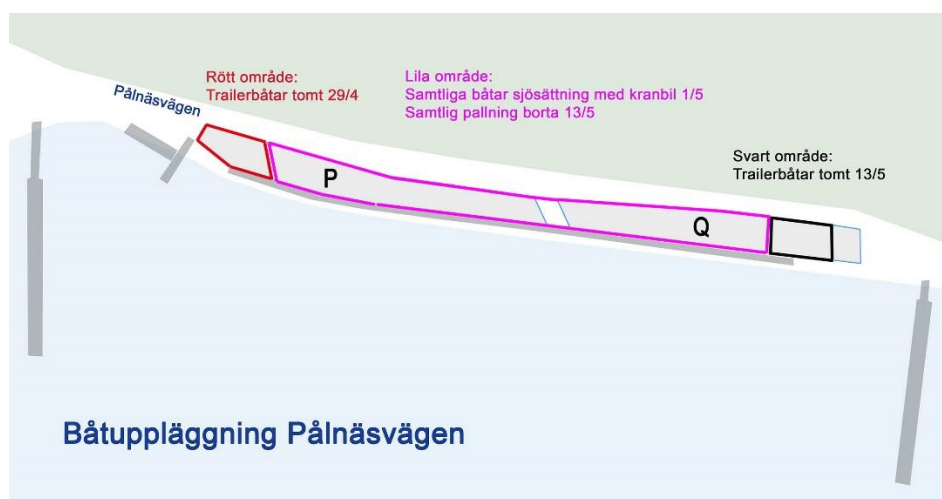 Rött område:
Trailerbåtar tomt 29/4
Lila område:
Samtliga båtar sjösättning med kranbil 1/5
Samtlig pallning borta 13/5
Pålnäsvägen
Svart område:
Trailerbåtar tomt 13/5
P
Q
Båtuppläggning Pålnäsvägen